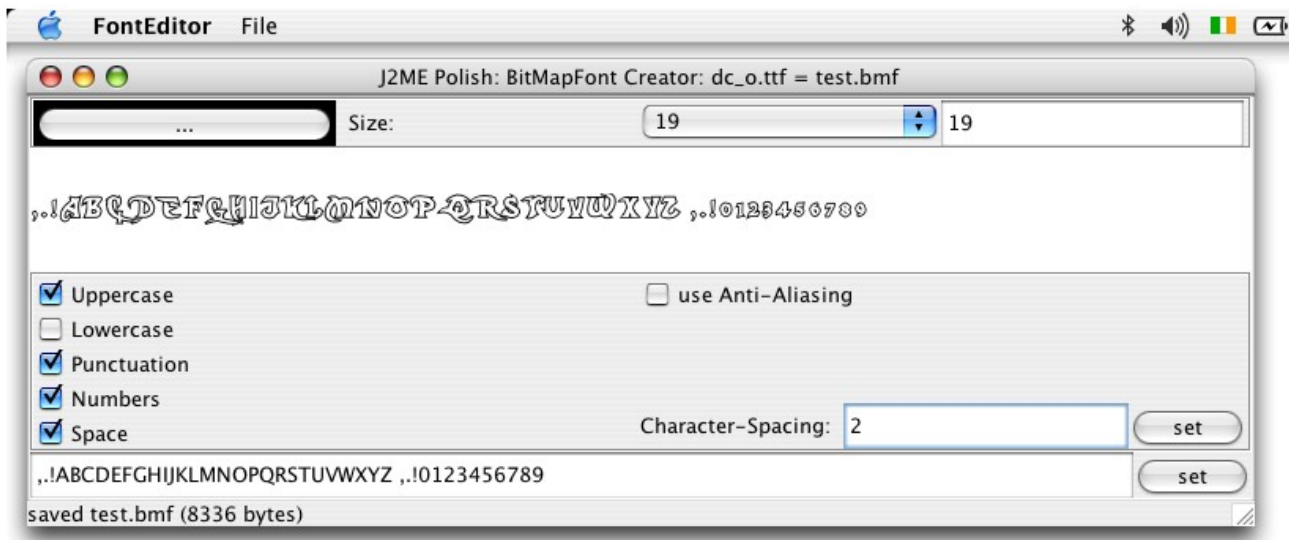 FontEditor File
J2ME Polish: BitMapFont Creator: dc_o.ttf = test.bmf
... Size: 19 19
,.!ABCDEFGHIJKLMNOPQRSTUVWXYZ ,.!0123456789
Uppercase use Anti-Aliasing
Lowercase
Punctuation
Numbers
Space Character-Spacing: 2 set
,.!ABCDEFGHIJKLMNOPQRSTUVWXYZ ,.!0123456789 set
saved test.bmf (8336 bytes)